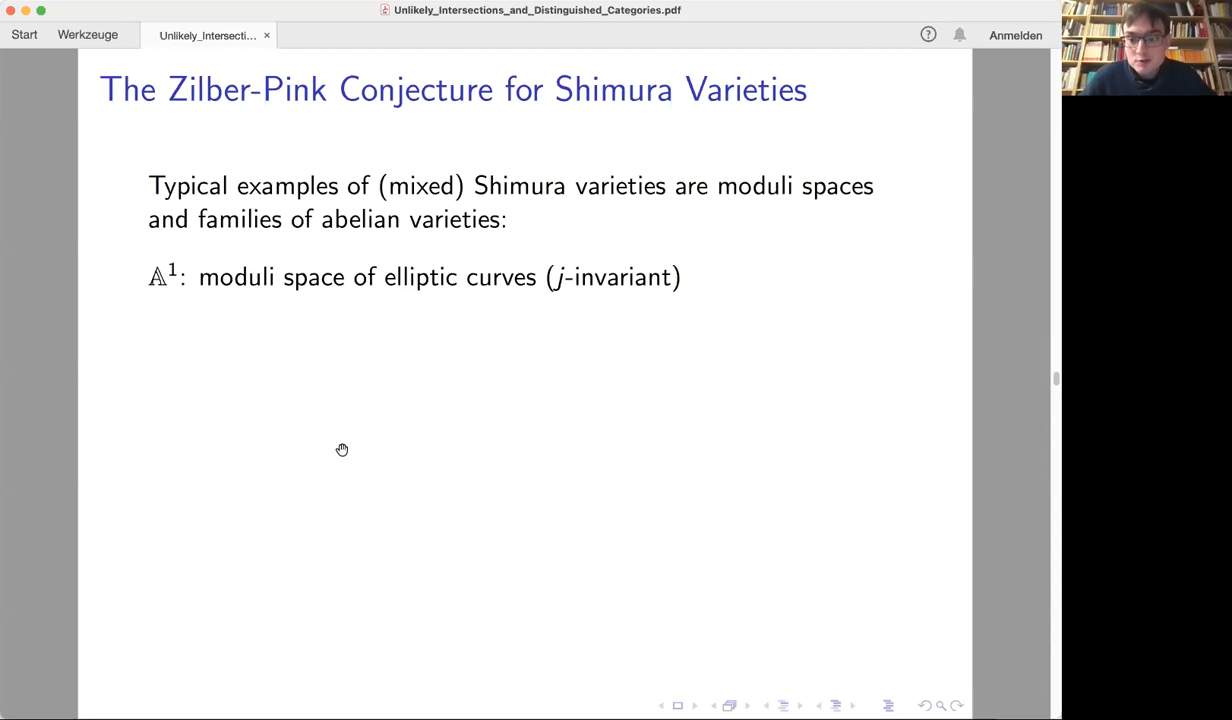 Unlikely_Intersections_and_Distinguished_Categories.pdf
Start Werkzeuge Unlikely_Intersecti... × Anmelden
The Zilber-Pink Conjecture for Shimura Varieties
Typical examples of (mixed) Shimura varieties are moduli spaces
and families of abelian varieties:
𝔸¹: moduli space of elliptic curves (j-invariant)